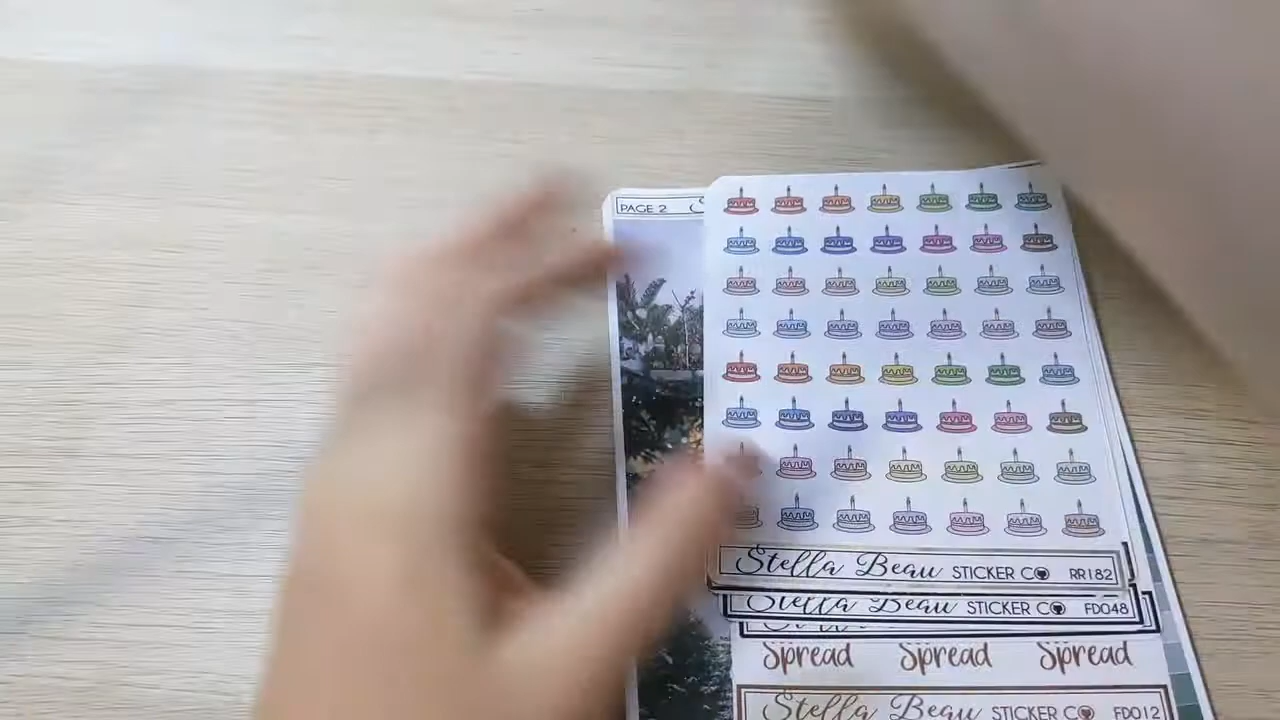 PAGE 2
Stella Beau STICKER CO RR182
Stella Beau STICKER CO FD048
Spread Spread Spread
Stella Beau STICKER CO FD012